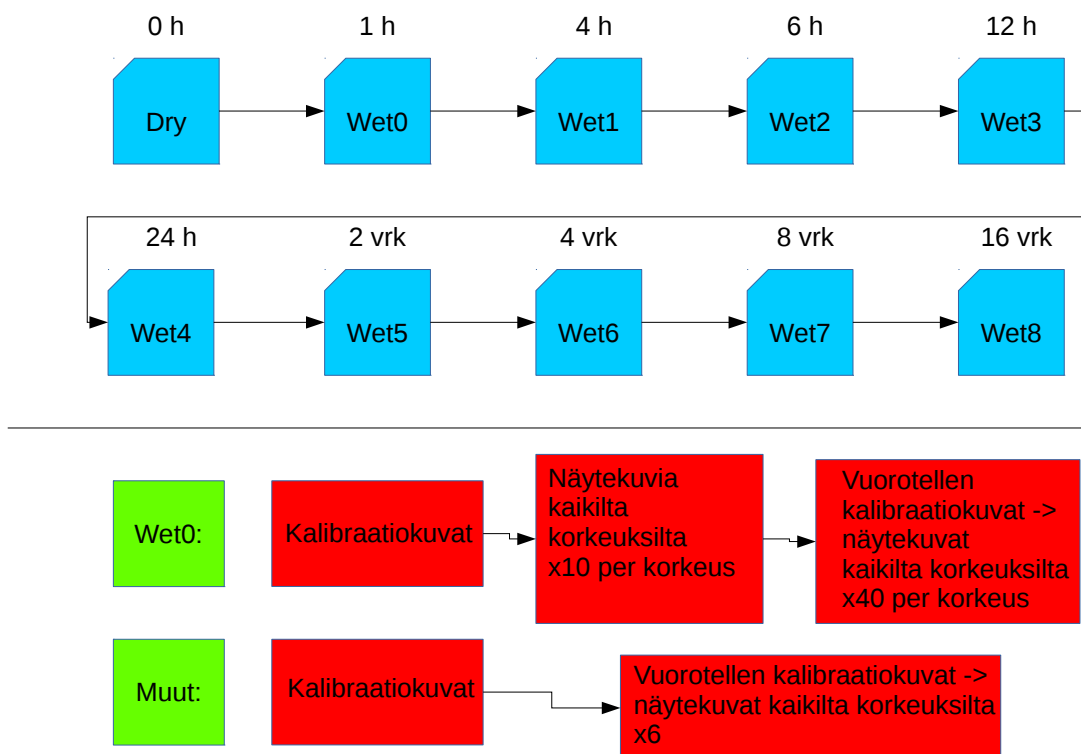 0 h
1 h
4 h
6 h
12 h
Dry
Wet0
Wet1
Wet2
Wet3
24 h
2 vrk
4 vrk
8 vrk
16 vrk
Wet4
Wet5
Wet6
Wet7
Wet8
Wet0:
Kalibraatiokuvat
Näytekuvia
kaikilta
korkeuksilta
x10 per korkeus
Vuorotellen
kalibraatiokuvat ->
näytekuvat
kaikilta korkeuksilta
x40 per korkeus
Muut:
Kalibraatiokuvat
Vuorotellen kalibraatiokuvat ->
näytekuvat kaikilta korkeuksilta
x6